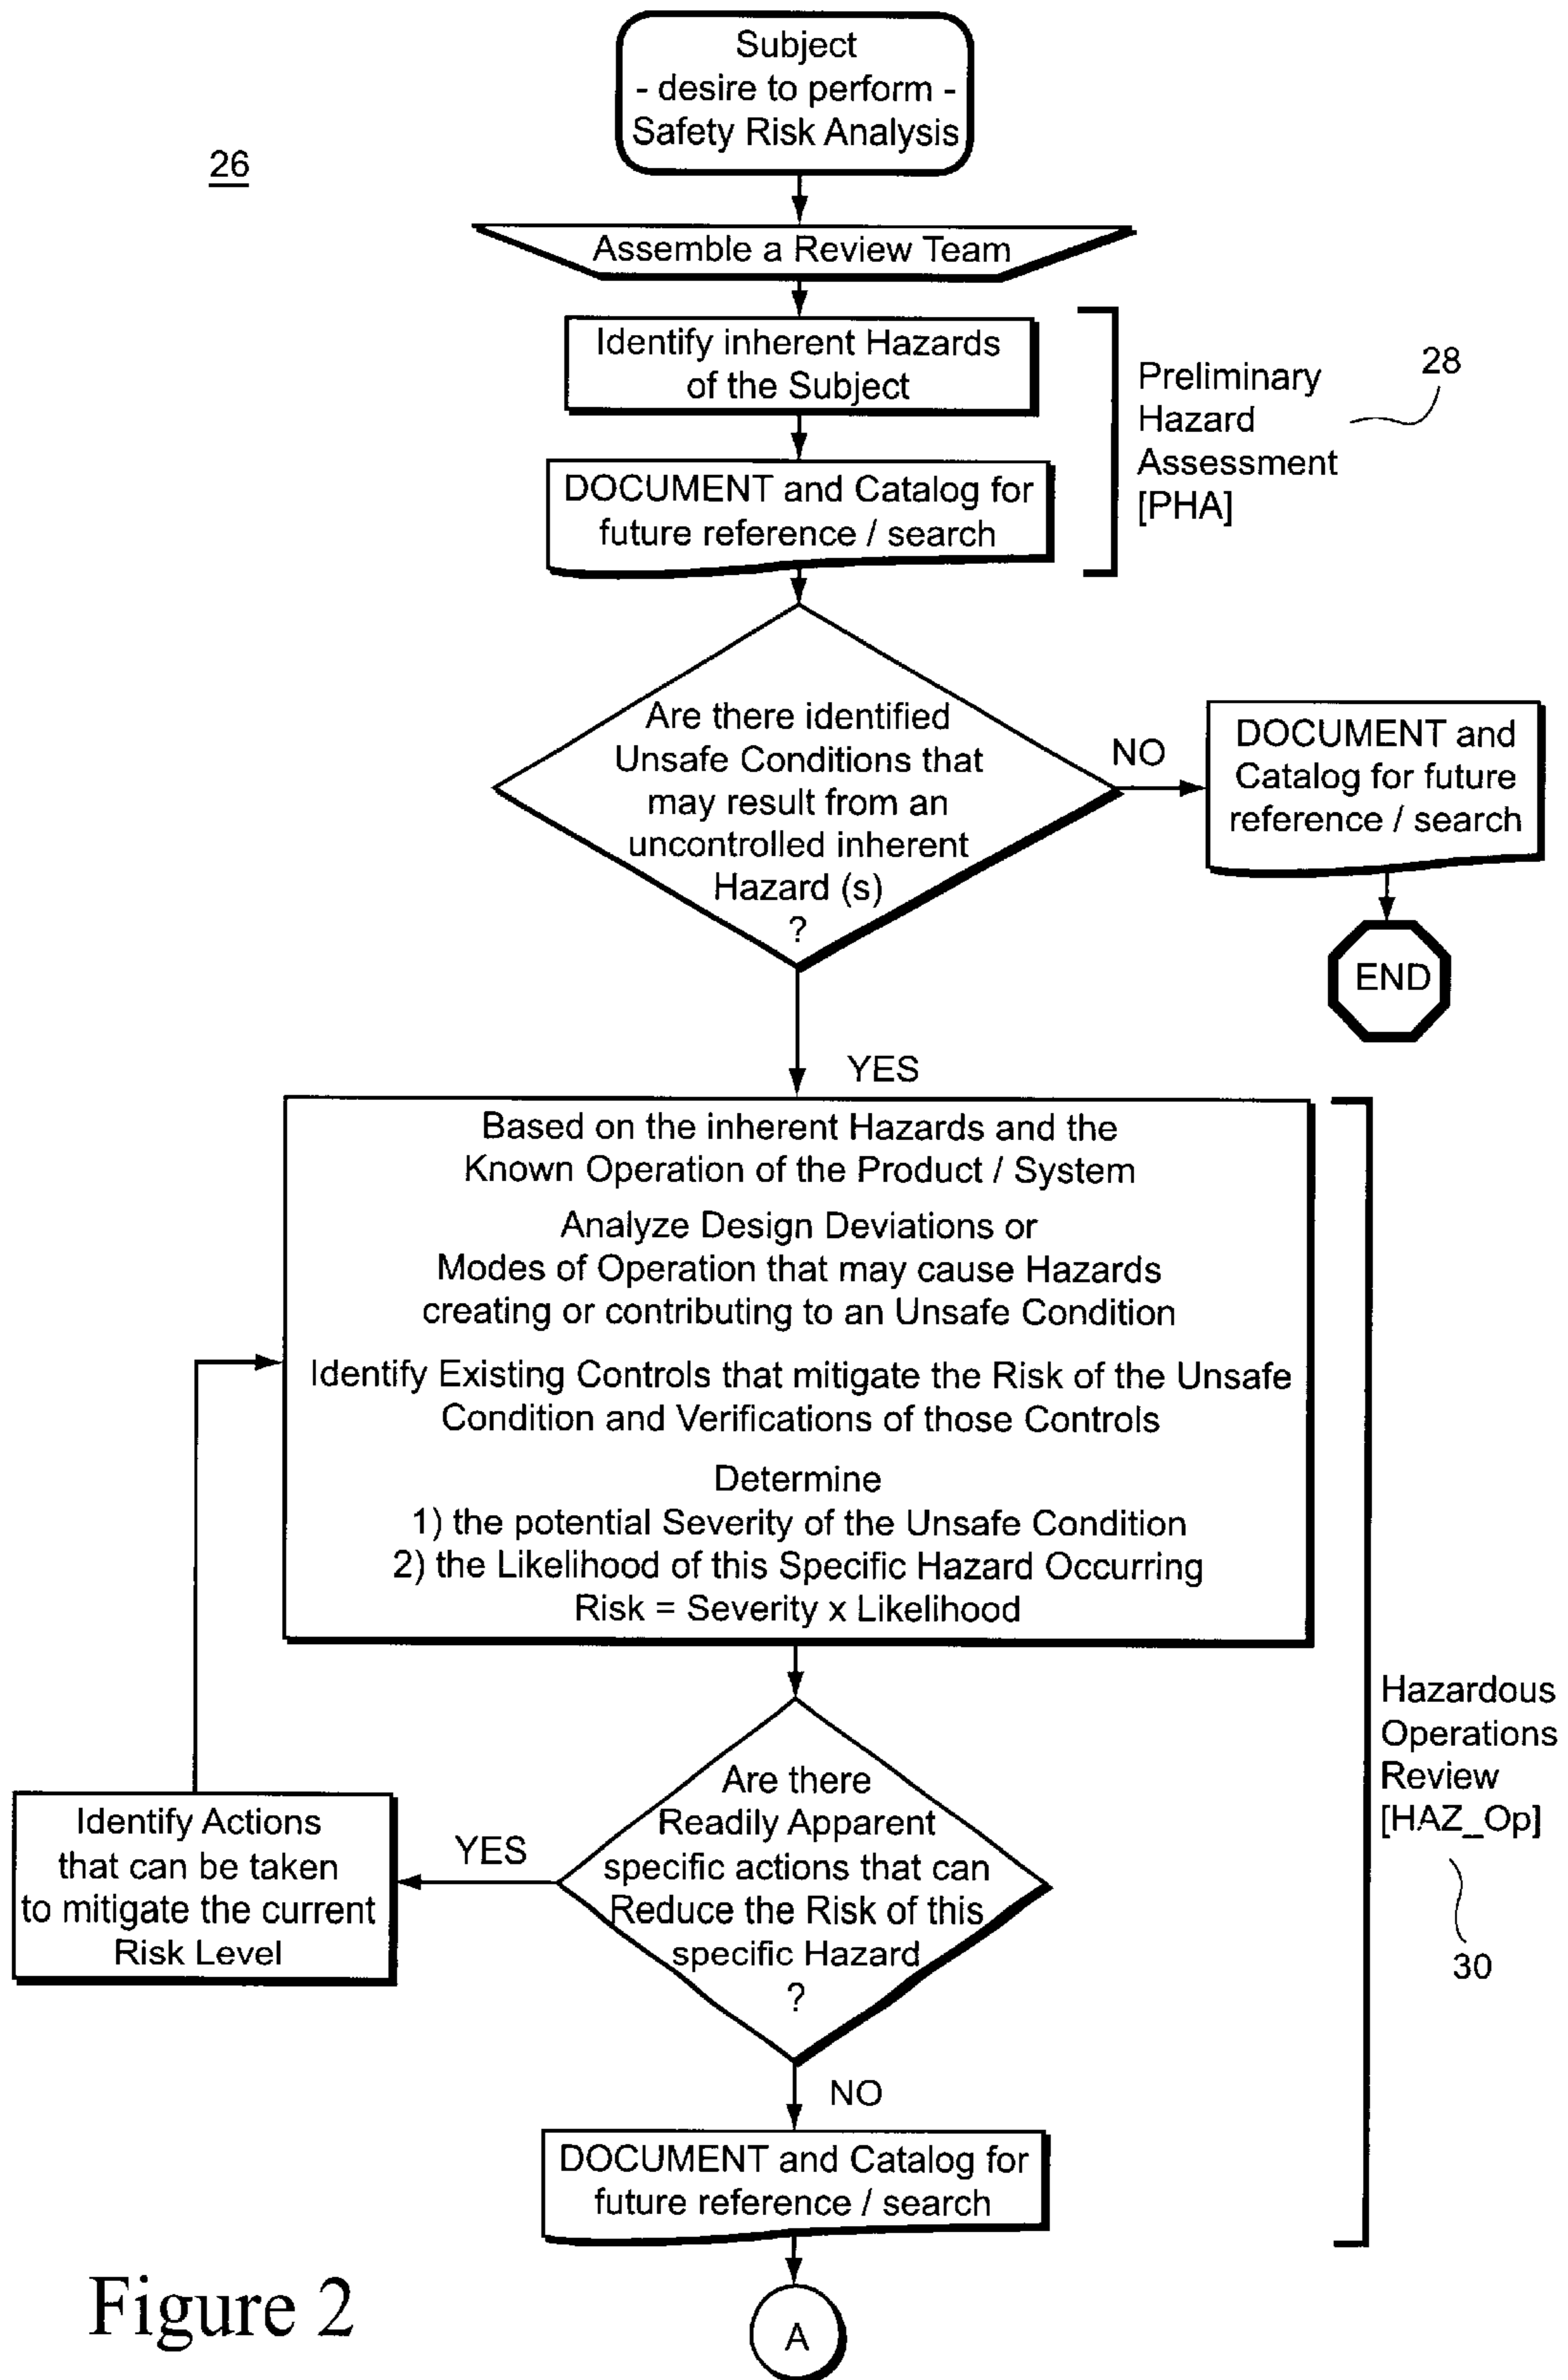 Subject
- desire to perform -
Safety Risk Analysis
26
Assemble a Review Team
Identify inherent Hazards
of the Subject
DOCUMENT and Catalog for
future reference / search
Preliminary
Hazard
Assessment
[PHA]
28
Are there identified
Unsafe Conditions that
may result from an
uncontrolled inherent
Hazard (s)
?
NO
DOCUMENT and
Catalog for future
reference / search
END
YES
Based on the inherent Hazards and the
Known Operation of the Product / System
Analyze Design Deviations or
Modes of Operation that may cause Hazards
creating or contributing to an Unsafe Condition
Identify Existing Controls that mitigate the Risk of the Unsafe
Condition and Verifications of those Controls
Determine
1) the potential Severity of the Unsafe Condition
2) the Likelihood of this Specific Hazard Occurring
Risk = Severity x Likelihood
Hazardous
Operations
Review
[HAZ_Op]
30
Are there
Readily Apparent
specific actions that can
Reduce the Risk of this
specific Hazard
?
YES
Identify Actions
that can be taken
to mitigate the current
Risk Level
NO
DOCUMENT and Catalog for
future reference / search
A
Figure 2